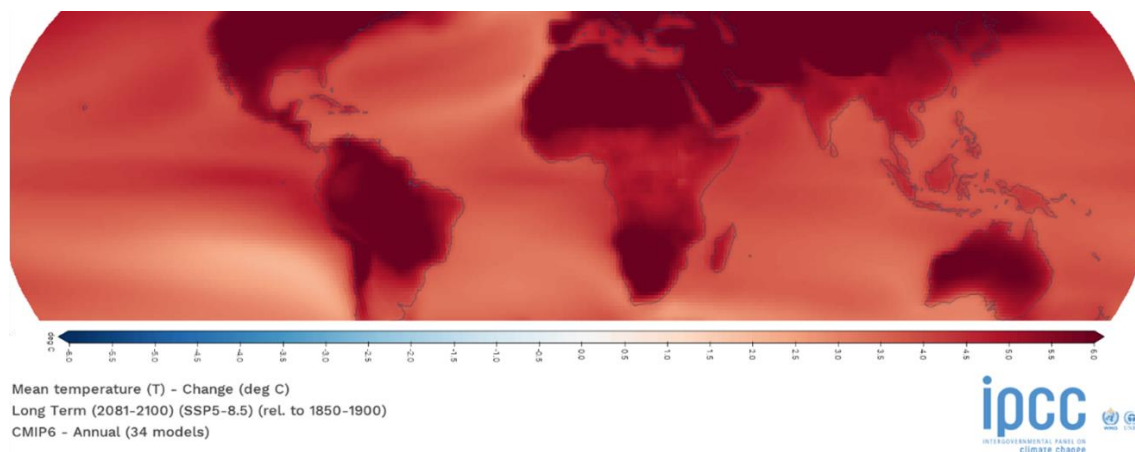 deg C
-6.0 -5.5 -5.0 -4.5 -4.0 -3.5 -3.0 -2.5 -2.0 -1.5 -1.0 -0.5 0.0 0.5 1.0 1.5 2.0 2.5 3.0 3.5 4.0 4.5 5.0 5.5 6.0
Mean temperature (T) - Change (deg C)
Long Term (2081-2100) (SSP5-8.5) (rel. to 1850-1900)
CMIP6 - Annual (34 models)
ipcc
INTERGOVERNMENTAL PANEL ON
climate change